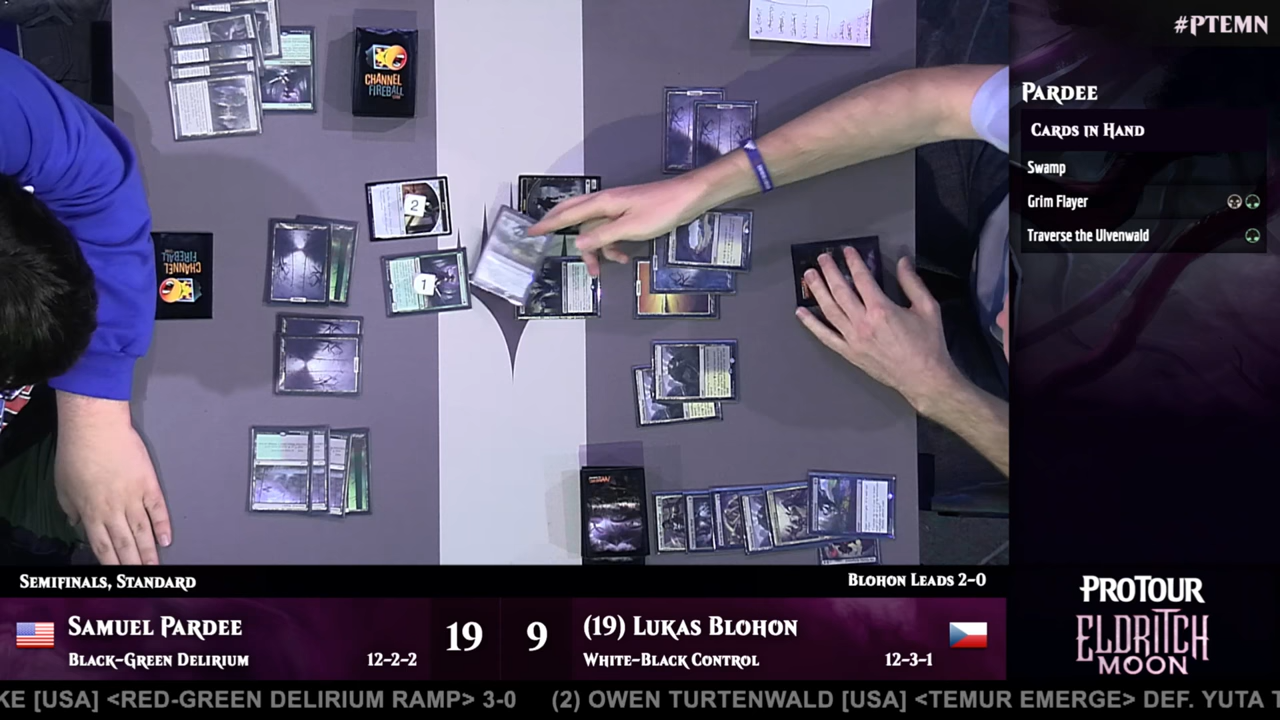 #PTEMN
PARDEE
CARDS IN HAND
Swamp
Grim Flayer
Traverse the Ulvenwald
CHANNEL
FIREBALL
CHANNEL
FIREBALL
2
1
SEMIFINALS, STANDARD
BLOHON LEADS 2-0
SAMUEL PARDEE
BLACK-GREEN DELIRIUM
12-2-2
19
9
(19) LUKAS BLOHON
WHITE-BLACK CONTROL
12-3-1
PROTOUR
ELDRITCH
MOON
KE [USA] <RED-GREEN DELIRIUM RAMP> 3-0 (2) OWEN TURTENWALD [USA] <TEMUR EMERGE> DEF. YUTA T